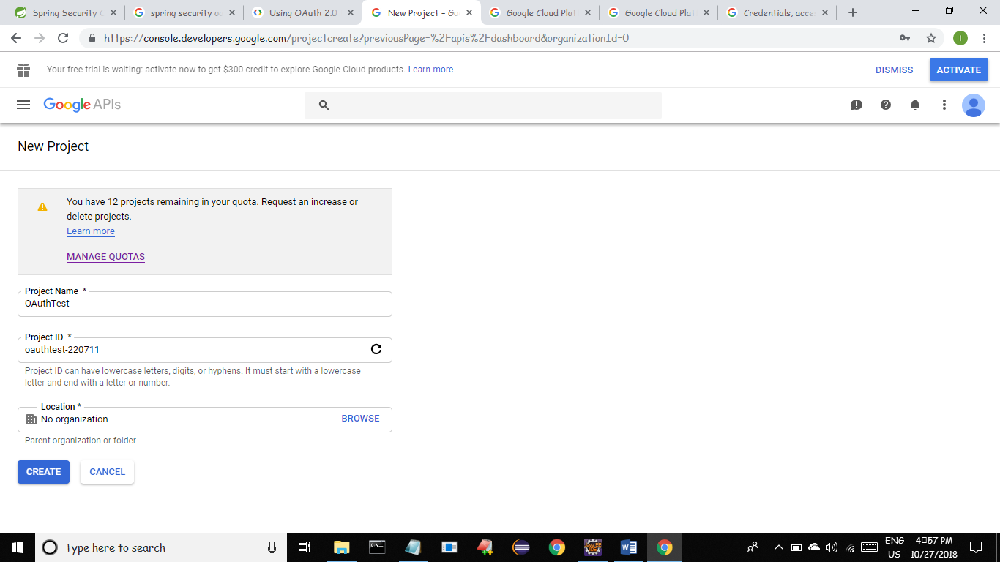 Spring Security O
spring security oa
Using OAuth 2.0
New Project – Go
Google Cloud Plat
Google Cloud Plat
Credentials, acce
https://console.developers.google.com/projectcreate?previousPage=%2Fapis%2Fdashboard&organizationId=0
I
Your free trial is waiting: activate now to get $300 credit to explore Google Cloud products. Learn more
DISMISS
ACTIVATE
Google APIs
New Project
You have 12 projects remaining in your quota. Request an increase or
delete projects.
Learn more
MANAGE QUOTAS
Project Name *
OAuthTest
Project ID *
oauthtest-220711
Project ID can have lowercase letters, digits, or hyphens. It must start with a lowercase
letter and end with a letter or number.
Location *
No organization
BROWSE
Parent organization or folder
CREATE
CANCEL
Type here to search
ENG
US
4:57 PM
10/27/2018